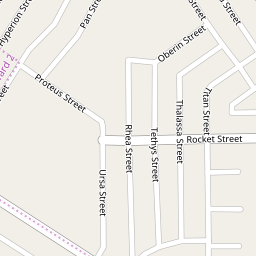 Hyperion Stree
Pan Street
Oberin Street
ard 2
Proteus Street
Street
Rhea Street
Tethys Street
Thalassa Street
Titan Street
Rocket Street
Ursa Street